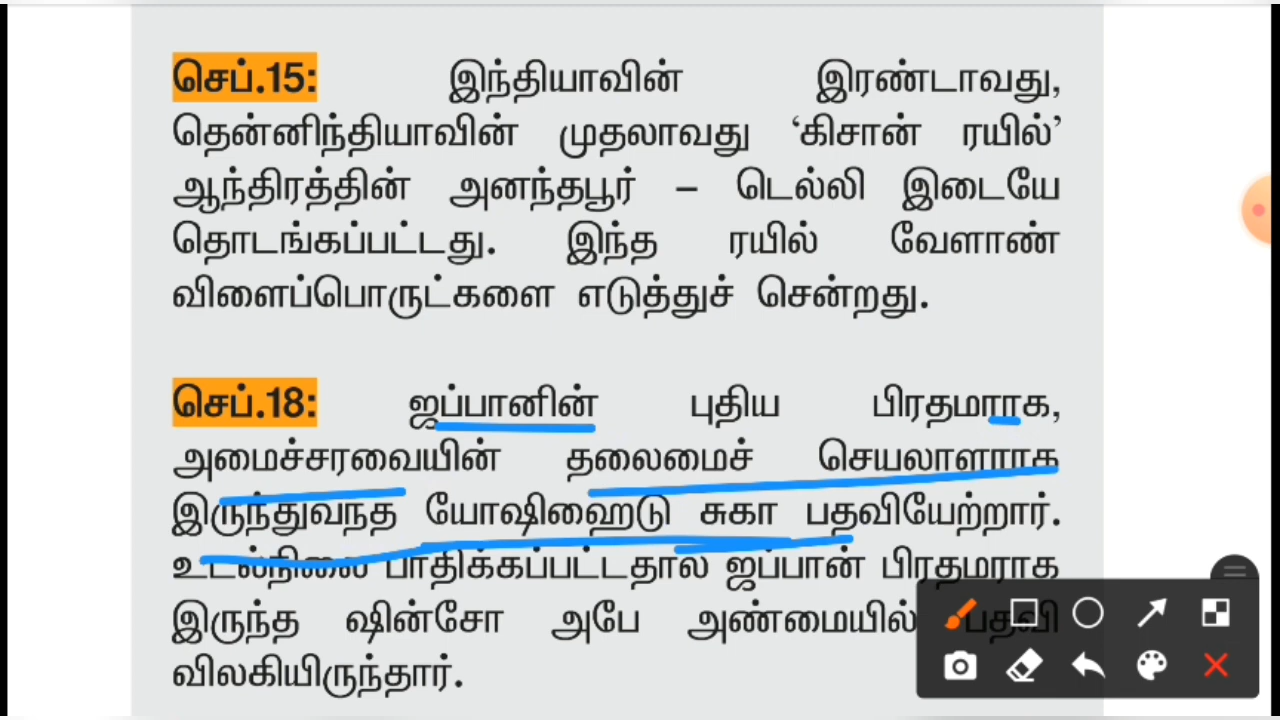 செப்.15: இந்தியாவின் இரண்டாவது,
தென்னிந்தியாவின் முதலாவது ‘கிசான் ரயில்’
ஆந்திரத்தின் அனந்தபூர் – டெல்லி இடையே
தொடங்கப்பட்டது. இந்த ரயில் வேளாண்
விளைப்பொருட்களை எடுத்துச் சென்றது.
செப்.18: ஜப்பானின் புதிய பிரதமராக,
அமைச்சரவையின் தலைமைச் செயலாளராக
இருந்துவந்த யோஷிஹைடு சுகா பதவியேற்றார்.
உடல்நிலை பாதிக்கப்பட்டதால் ஜப்பான் பிரதமராக
இருந்த ஷின்சோ அபே அண்மையில் பதவி
விலகியிருந்தார்.